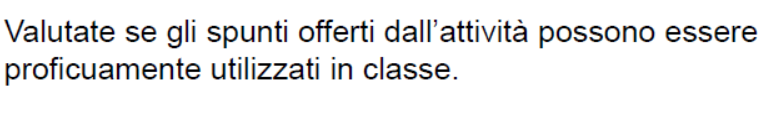 Valutate se gli spunti offerti dall’attività possono essere
proficuamente utilizzati in classe.